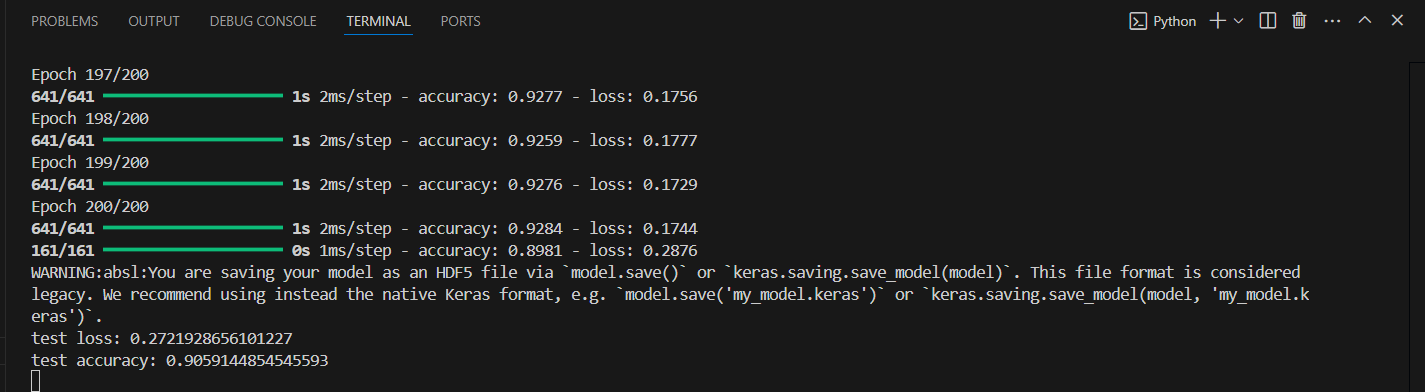 PROBLEMS OUTPUT DEBUG CONSOLE TERMINAL PORTS Python
Epoch 197/200
641/641 1s 2ms/step - accuracy: 0.9277 - loss: 0.1756
Epoch 198/200
641/641 1s 2ms/step - accuracy: 0.9259 - loss: 0.1777
Epoch 199/200
641/641 1s 2ms/step - accuracy: 0.9276 - loss: 0.1729
Epoch 200/200
641/641 1s 2ms/step - accuracy: 0.9284 - loss: 0.1744
161/161 0s 1ms/step - accuracy: 0.8981 - loss: 0.2876
WARNING:absl:You are saving your model as an HDF5 file via `model.save()` or `keras.saving.save_model(model)`. This file format is considered
legacy. We recommend using instead the native Keras format, e.g. `model.save('my_model.keras')` or `keras.saving.save_model(model, 'my_model.k
eras')`.
test loss: 0.2721928656101227
test accuracy: 0.9059144854545593